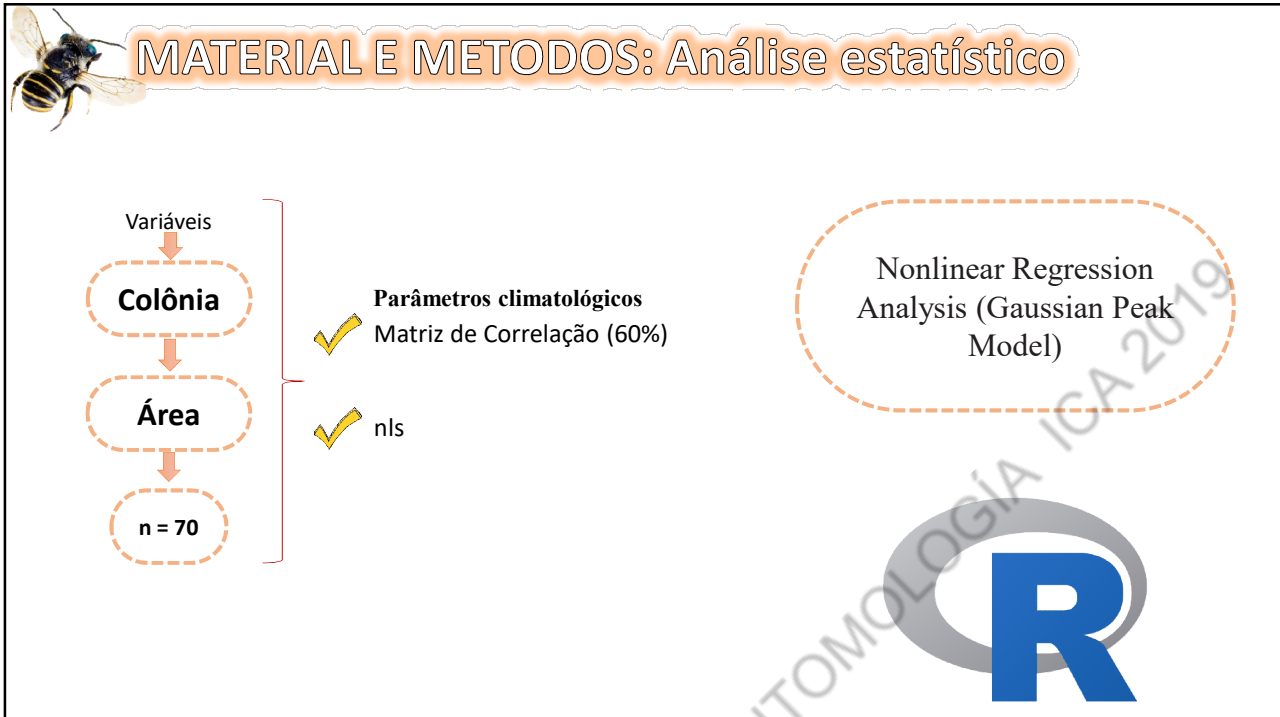 MATERIAL E METODOS: Análise estatístico
Variáveis
Colônia
Área
n = 70
Parâmetros climatológicos
Matriz de Correlação (60%)
nls
Nonlinear Regression
Analysis (Gaussian Peak
Model)
NTOMOLOGÍA ICA 2019
R